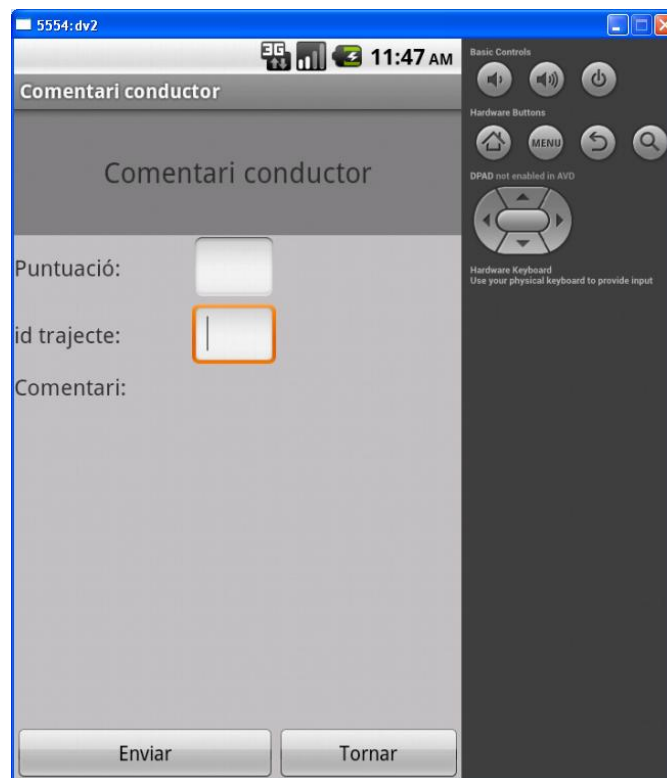 5554:dv2
3G 11:47 AM
Comentari conductor
Comentari conductor
Puntuació:
id trajecte:
Comentari:
Enviar Tornar
Basic Controls
Hardware Buttons
MENU
DPAD not enabled in AVD
Hardware Keyboard
Use your physical keyboard to provide input